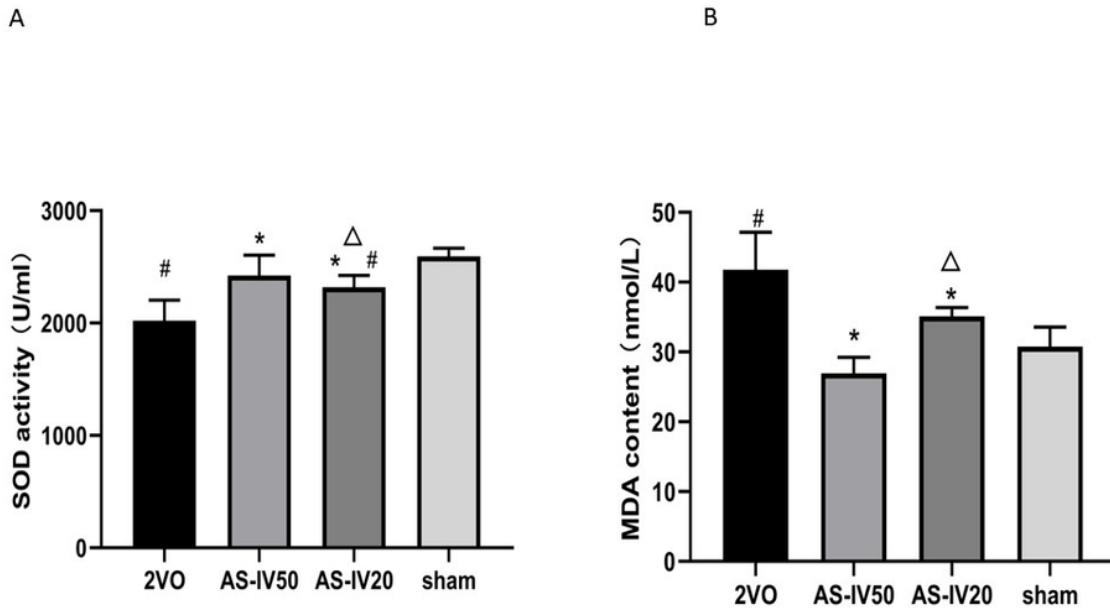 A
B
SOD activity（U/ml）
3000
2000
1000
0
#
*
△
* #
2VO
AS-IV50
AS-IV20
sham
MDA content（nmol/L）
50
40
30
20
10
0
#
*
△
*
2VO
AS-IV50
AS-IV20
sham